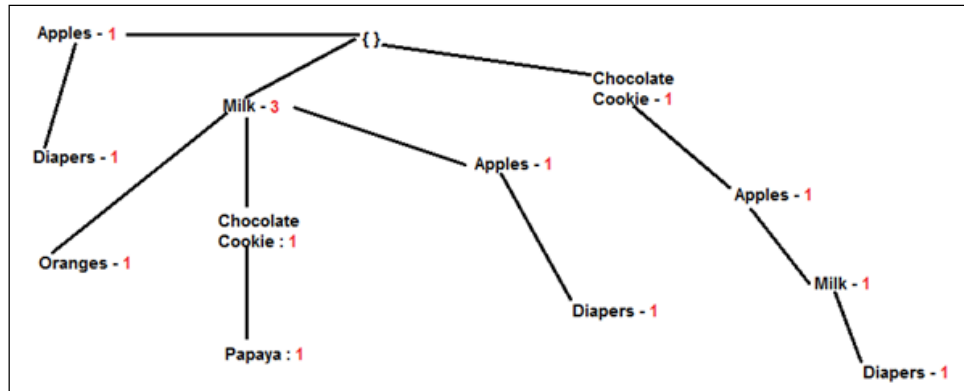 Apples - 1
{ }
Chocolate
Cookie - 1
Milk - 3
Diapers - 1
Apples - 1
Apples - 1
Chocolate
Cookie : 1
Oranges - 1
Milk - 1
Diapers - 1
Papaya : 1
Diapers - 1